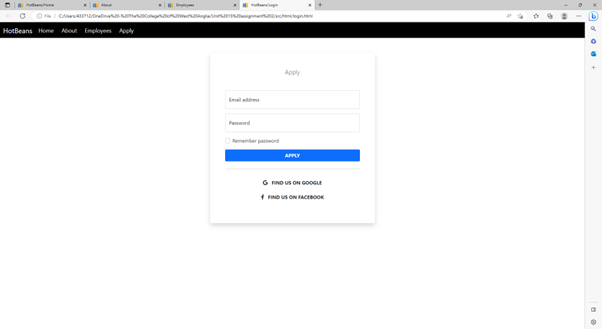 HotBeans/Home
About
Employees
HotBeans/Login
File
C:/Users/433712/OneDrive%20-%20The%20College%20of%20West%20Anglia/Unit%2015%20assignment%202/src/html/login.html
HotBeans Home About Employees Apply
Apply
Email address
Password
Remember password
APPLY
FIND US ON GOOGLE
FIND US ON FACEBOOK